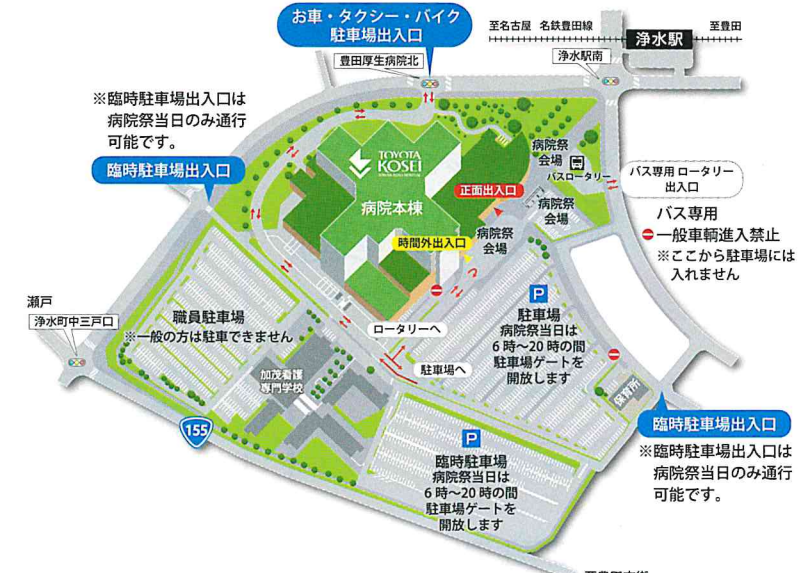 お車・タクシー・バイク
駐車場出入口
至名古屋 名鉄豊田線
浄水駅
至豊田
豊田厚生病院北
浄水駅南
※臨時駐車場出入口は
病院祭当日のみ通行
可能です。
臨時駐車場出入口
TOYOTA
KOSEI
病院本棟
正面出入口
時間外出入口
病院祭
会場
バスロータリー
病院祭
会場
病院祭
会場
バス専用 ロータリー
出入口
バス専用
一般車輌進入禁止
※ここから駐車場には
入れません
瀬戸
浄水町中三戸口
職員駐車場
※一般の方は駐車できません
ロータリーへ
駐車場へ
加茂看護
専門学校
P
駐車場
病院祭当日は
6時~20時の間
駐車場ゲートを
開放します
保育所
155
P
臨時駐車場
病院祭当日は
6時~20時の間
駐車場ゲートを
開放します
臨時駐車場出入口
※臨時駐車場出入口は
病院祭当日のみ通行
可能です。